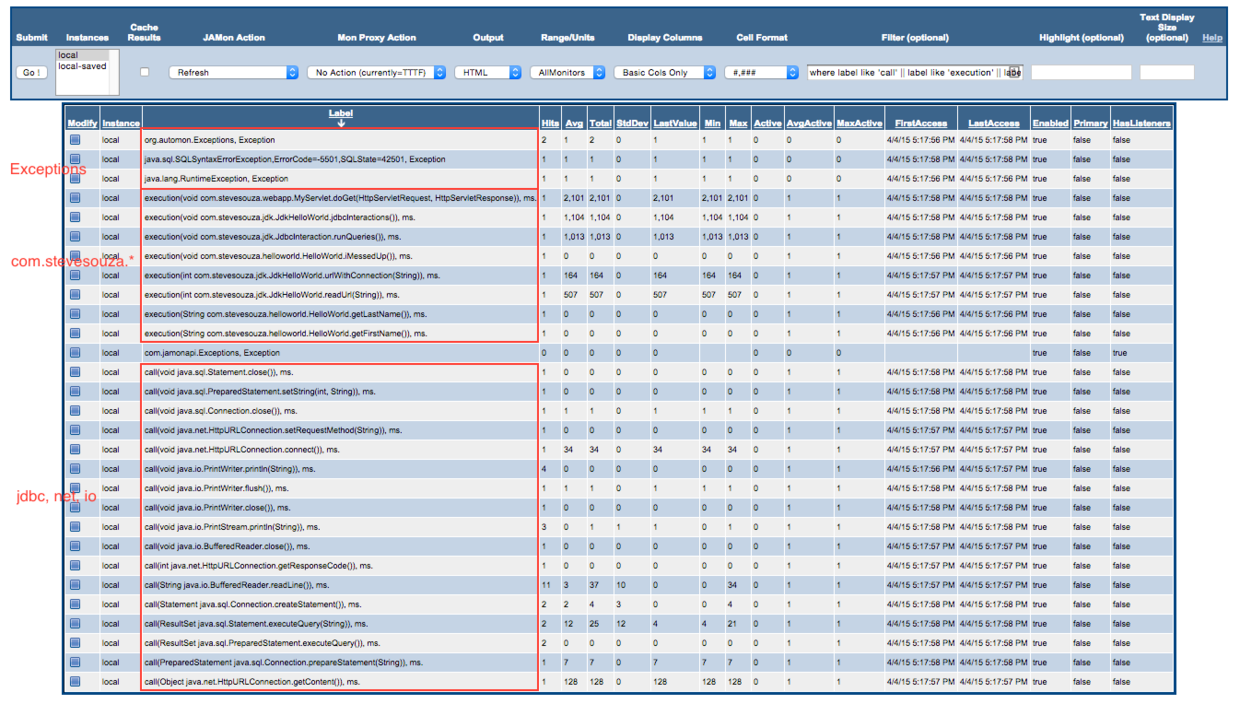 Submit Instances Cache Results JAMon Action Mon Proxy Action Output Range/Units Display Columns Cell Format Filter (optional) Highlight (optional) Text Display Size (optional) Help
Go ! local Refresh No Action (currently=TTTF) HTML AllMonitors Basic Cols Only #,### where label like 'call' || label like 'execution' || labe
local-saved
Modify Instance Label Hits Avg Total StdDev LastValue Min Max Active AvgActive MaxActive FirstAccess LastAccess Enabled Primary HasListeners
local org.automon.Exceptions, Exception 2 1 2 0 1 1 1 0 0 0 4/4/15 5:17:56 PM 4/4/15 5:17:58 PM true false false
Exceptions
local java.sql.SQLSyntaxErrorException,ErrorCode=-5501,SQLState=42501, Exception 1 1 1 0 1 1 1 0 0 0 4/4/15 5:17:58 PM 4/4/15 5:17:58 PM true false false
local java.lang.RuntimeException, Exception 1 1 1 0 1 1 1 0 0 0 4/4/15 5:17:56 PM 4/4/15 5:17:56 PM true false false
local execution(void com.stevesouza.webapp.MyServlet.doGet(HttpServletRequest, HttpServletResponse)), ms. 1 2,101 2,101 0 2,101 2,101 2,101 0 1 1 4/4/15 5:17:58 PM 4/4/15 5:17:58 PM true false false
local execution(void com.stevesouza.jdk.JdkHelloWorld.jdbcInteractions()), ms. 1 1,104 1,104 0 1,104 1,103 1,104 0 1 1 4/4/15 5:17:58 PM 4/4/15 5:17:58 PM true false false
local execution(void com.stevesouza.jdk.JdbcInteraction.runQueries()), ms. 1 1,013 1,013 0 1,013 1,013 1,013 0 1 1 4/4/15 5:17:58 PM 4/4/15 5:17:58 PM true false false
com.stevesouza.*
local execution(void com.stevesouza.helloworld.HelloWorld.iMessedUp()), ms. 1 0 0 0 0 0 0 0 1 1 4/4/15 5:17:56 PM 4/4/15 5:17:56 PM true false false
local execution(int com.stevesouza.jdk.JdkHelloWorld.urlWithConnection(String)), ms. 1 164 164 0 164 164 164 0 1 1 4/4/15 5:17:57 PM 4/4/15 5:17:57 PM true false false
local execution(int com.stevesouza.jdk.JdkHelloWorld.readUrl(String)), ms. 1 507 507 0 507 507 507 0 1 1 4/4/15 5:17:57 PM 4/4/15 5:17:57 PM true false false
local execution(String com.stevesouza.helloworld.HelloWorld.getLastName()), ms. 1 0 0 0 0 0 0 0 1 1 4/4/15 5:17:56 PM 4/4/15 5:17:56 PM true false false
local execution(String com.stevesouza.helloworld.HelloWorld.getFirstName()), ms. 1 0 0 0 0 0 0 0 1 1 4/4/15 5:17:56 PM 4/4/15 5:17:56 PM true false false
local com.jamonapi.Exceptions, Exception 0 0 0 0 0 0 0 0 true false true
local call(void java.sql.Statement.close()), ms. 1 0 0 0 0 0 0 0 1 1 4/4/15 5:17:58 PM 4/4/15 5:17:58 PM true false false
local call(void java.sql.PreparedStatement.setString(int, String)), ms. 1 0 0 0 0 0 0 0 1 1 4/4/15 5:17:58 PM 4/4/15 5:17:58 PM true false false
local call(void java.sql.Connection.close()), ms. 1 1 1 0 1 1 1 0 1 1 4/4/15 5:17:58 PM 4/4/15 5:17:58 PM true false false
local call(void java.net.HttpURLConnection.setRequestMethod(String)), ms. 1 0 0 0 0 0 0 0 1 1 4/4/15 5:17:57 PM 4/4/15 5:17:57 PM true false false
local call(void java.net.HttpURLConnection.connect()), ms. 1 34 34 0 34 34 34 0 1 1 4/4/15 5:17:57 PM 4/4/15 5:17:57 PM true false false
local call(void java.io.PrintWriter.println(String)), ms. 4 0 0 0 0 0 0 0 1 1 4/4/15 5:17:56 PM 4/4/15 5:17:58 PM true false false
jdbc, net, io
local call(void java.io.PrintWriter.flush()), ms. 1 1 1 0 1 1 1 0 1 1 4/4/15 5:17:58 PM 4/4/15 5:17:58 PM true false false
local call(void java.io.PrintWriter.close()), ms. 1 0 0 0 0 0 0 0 1 1 4/4/15 5:17:58 PM 4/4/15 5:17:58 PM true false false
local call(void java.io.PrintStream.println(String)), ms. 3 0 1 1 1 0 1 0 1 1 4/4/15 5:17:58 PM 4/4/15 5:17:58 PM true false false
local call(void java.io.BufferedReader.close()), ms. 1 0 0 0 0 0 0 0 1 1 4/4/15 5:17:57 PM 4/4/15 5:17:57 PM true false false
local call(int java.net.HttpURLConnection.getResponseCode()), ms. 1 0 0 0 0 0 0 0 1 1 4/4/15 5:17:57 PM 4/4/15 5:17:57 PM true false false
local call(String java.io.BufferedReader.readLine()), ms. 11 3 37 10 0 0 34 0 1 1 4/4/15 5:17:57 PM 4/4/15 5:17:57 PM true false false
local call(Statement java.sql.Connection.createStatement()), ms. 2 2 4 3 0 0 4 0 1 1 4/4/15 5:17:58 PM 4/4/15 5:17:58 PM true false false
local call(ResultSet java.sql.Statement.executeQuery(String)), ms. 2 12 25 12 4 4 21 0 1 1 4/4/15 5:17:58 PM 4/4/15 5:17:58 PM true false false
local call(ResultSet java.sql.PreparedStatement.executeQuery()), ms. 2 0 0 0 0 0 0 0 1 1 4/4/15 5:17:58 PM 4/4/15 5:17:58 PM true false false
local call(PreparedStatement java.sql.Connection.prepareStatement(String)), ms. 1 7 7 0 7 7 7 0 1 1 4/4/15 5:17:58 PM 4/4/15 5:17:58 PM true false false
local call(Object java.net.HttpURLConnection.getContent()), ms. 1 128 128 0 128 128 128 0 1 1 4/4/15 5:17:57 PM 4/4/15 5:17:57 PM true false false